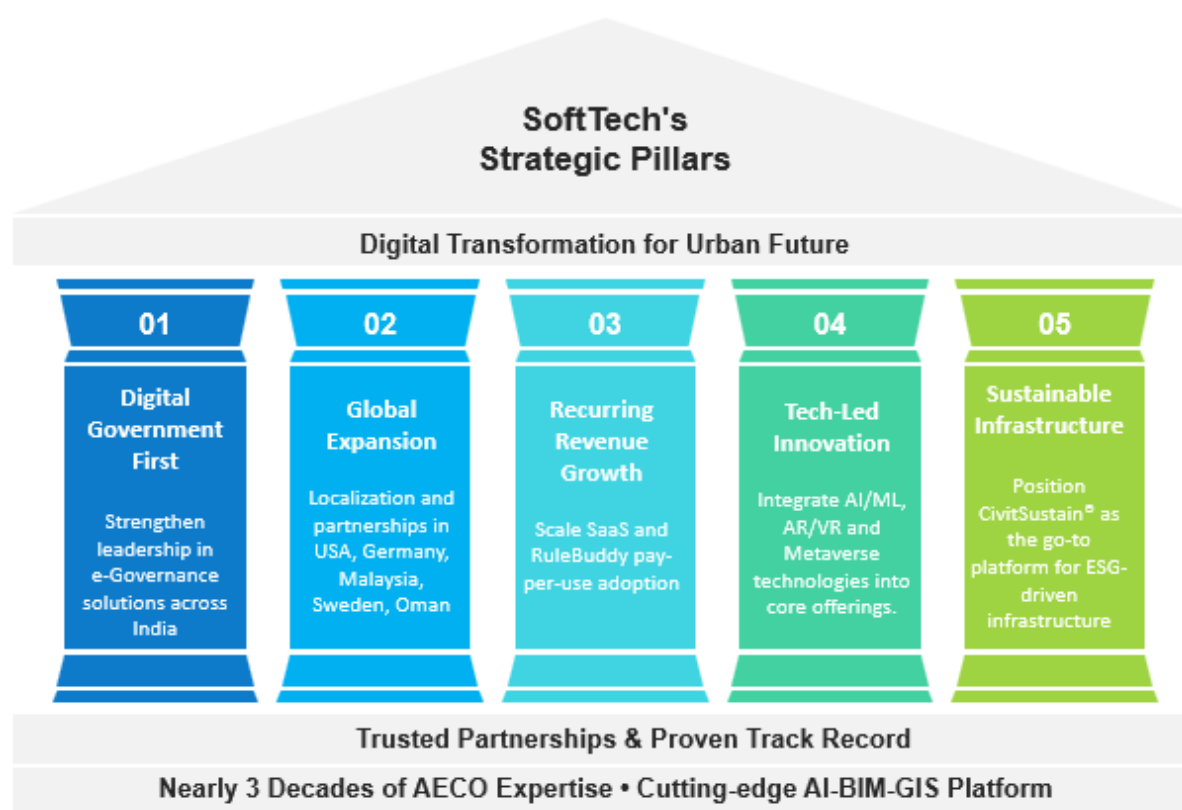 SoftTech's
Strategic Pillars
Digital Transformation for Urban Future
01
Digital
Government
First
Strengthen
leadership in
e-Governance
solutions across
India
02
Global
Expansion
Localization and
partnerships in
USA, Germany,
Malaysia,
Sweden, Oman
03
Recurring
Revenue
Growth
Scale SaaS and
RuleBuddy pay-
per-use adoption
04
Tech-Led
Innovation
Integrate AI/ML,
AR/VR and
Metaverse
technologies into
core offerings.
05
Sustainable
Infrastructure
Position
CivitSustain® as
the go-to
platform for ESG-
driven
infrastructure
Trusted Partnerships & Proven Track Record
Nearly 3 Decades of AECO Expertise • Cutting-edge AI-BIM-GIS Platform